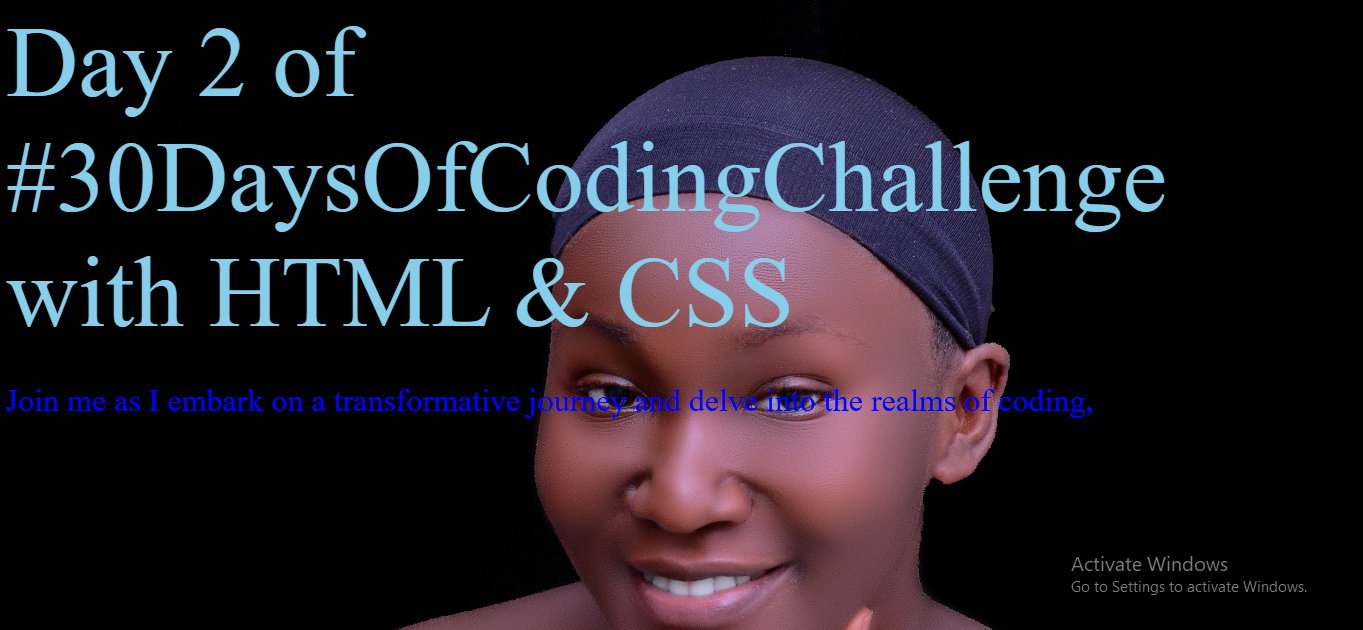 Day 2 of
#30DaysOfCodingChallenge
with HTML & CSS
Join me as I embark on a transformative journey and delve into the realms of coding,
Activate Windows
Go to Settings to activate Windows.